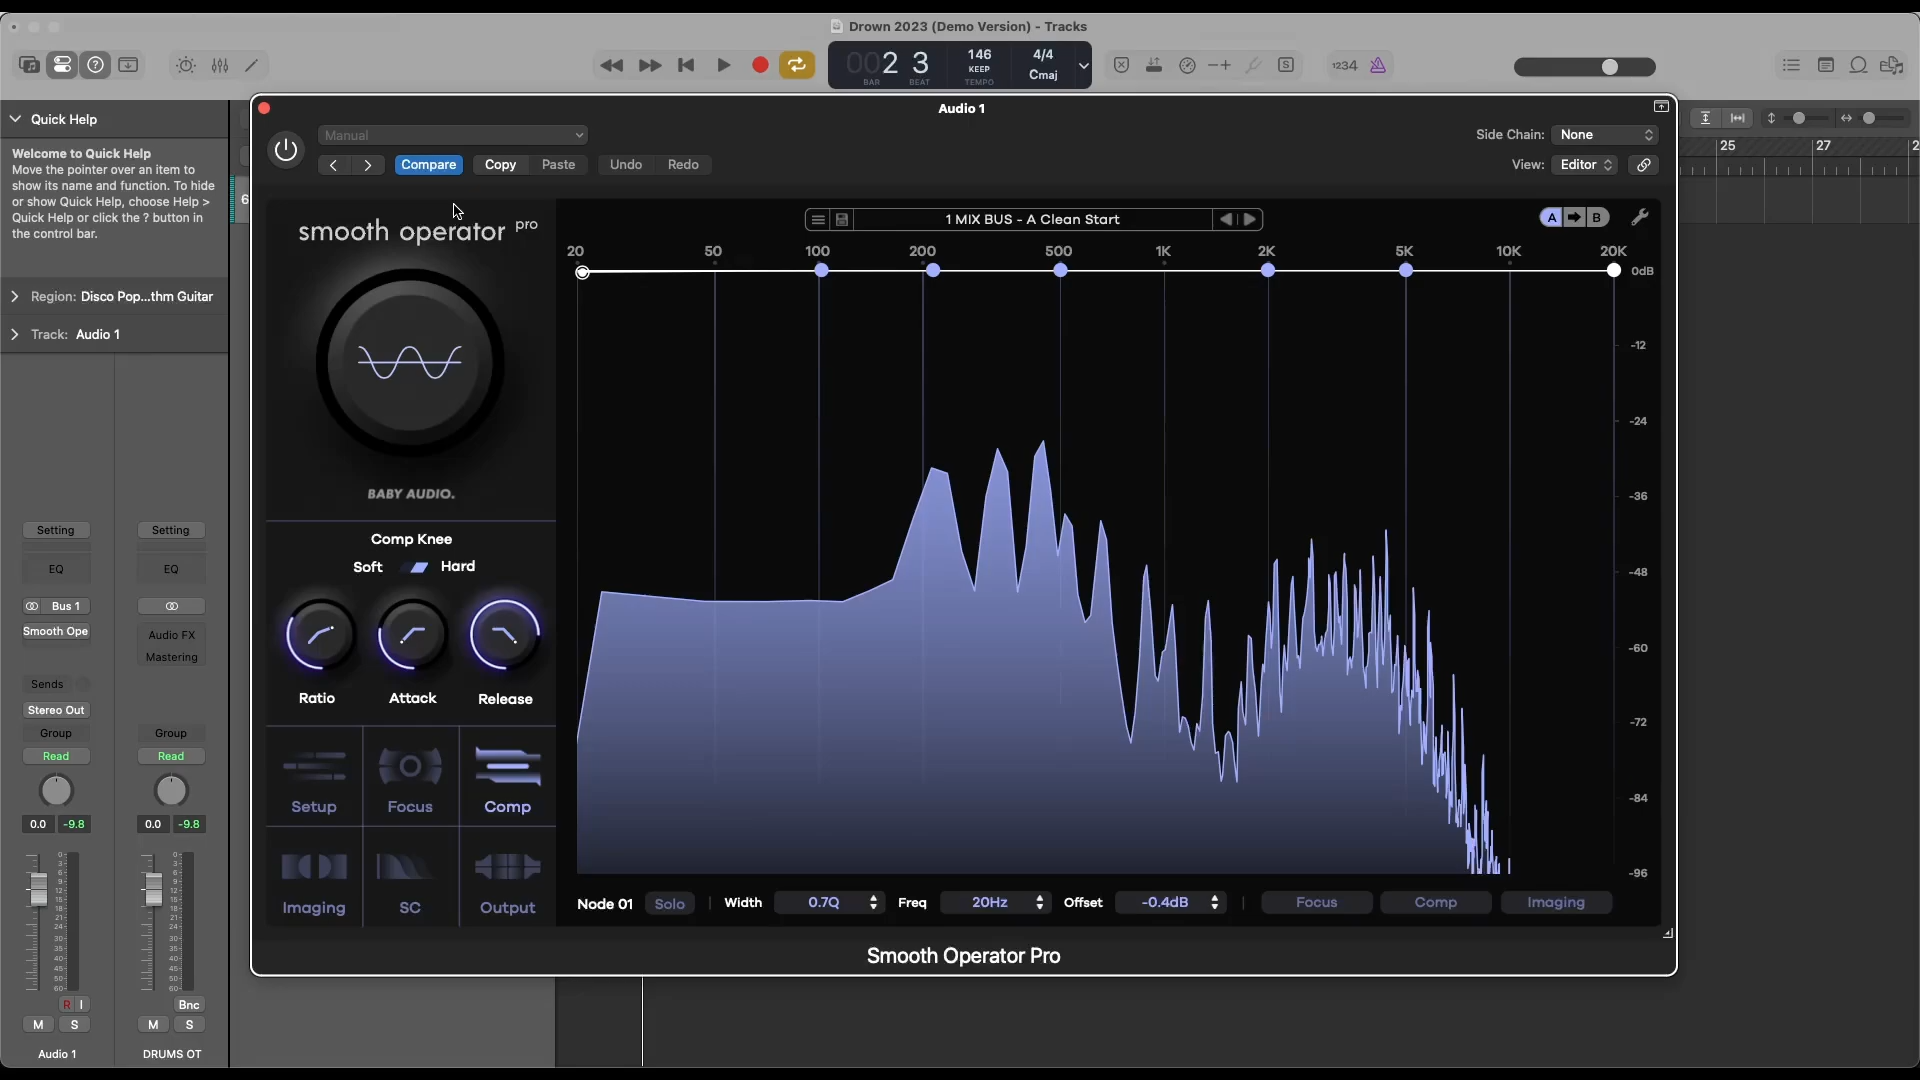 Drown 2023 (Demo Version) - Tracks
002 3
BAR BEAT
146
KEEP
TEMPO
4/4
Cmaj
1234
S
Quick Help
Welcome to Quick Help
Move the pointer over an item to
show its name and function. To hide
or show Quick Help, choose Help >
Quick Help or click the ? button in
the control bar.
Region: Disco Pop...thm Guitar
Track: Audio 1
6
25 27 2
Audio 1
Manual
Compare Copy Paste Undo Redo
Side Chain: None
View: Editor
smooth operator pro
1 MIX BUS - A Clean Start
A B
20 50 100 200 500 1K 2K 5K 10K 20K
0dB
-12
-24
-36
-48
-60
-72
-84
-96
BABY AUDIO.
Comp Knee
Soft Hard
Ratio Attack Release
Setup Focus Comp
Imaging SC Output
Node 01 Solo Width 0.7Q Freq 20Hz Offset -0.4dB Focus Comp Imaging
Smooth Operator Pro
Setting Setting
EQ EQ
Bus 1
Smooth Ope
Audio FX
Mastering
Sends
Stereo Out
Group Group
Read Read
0.0 -9.8 0.0 -9.8
R I Bnc
M S M S
Audio 1 DRUMS OT